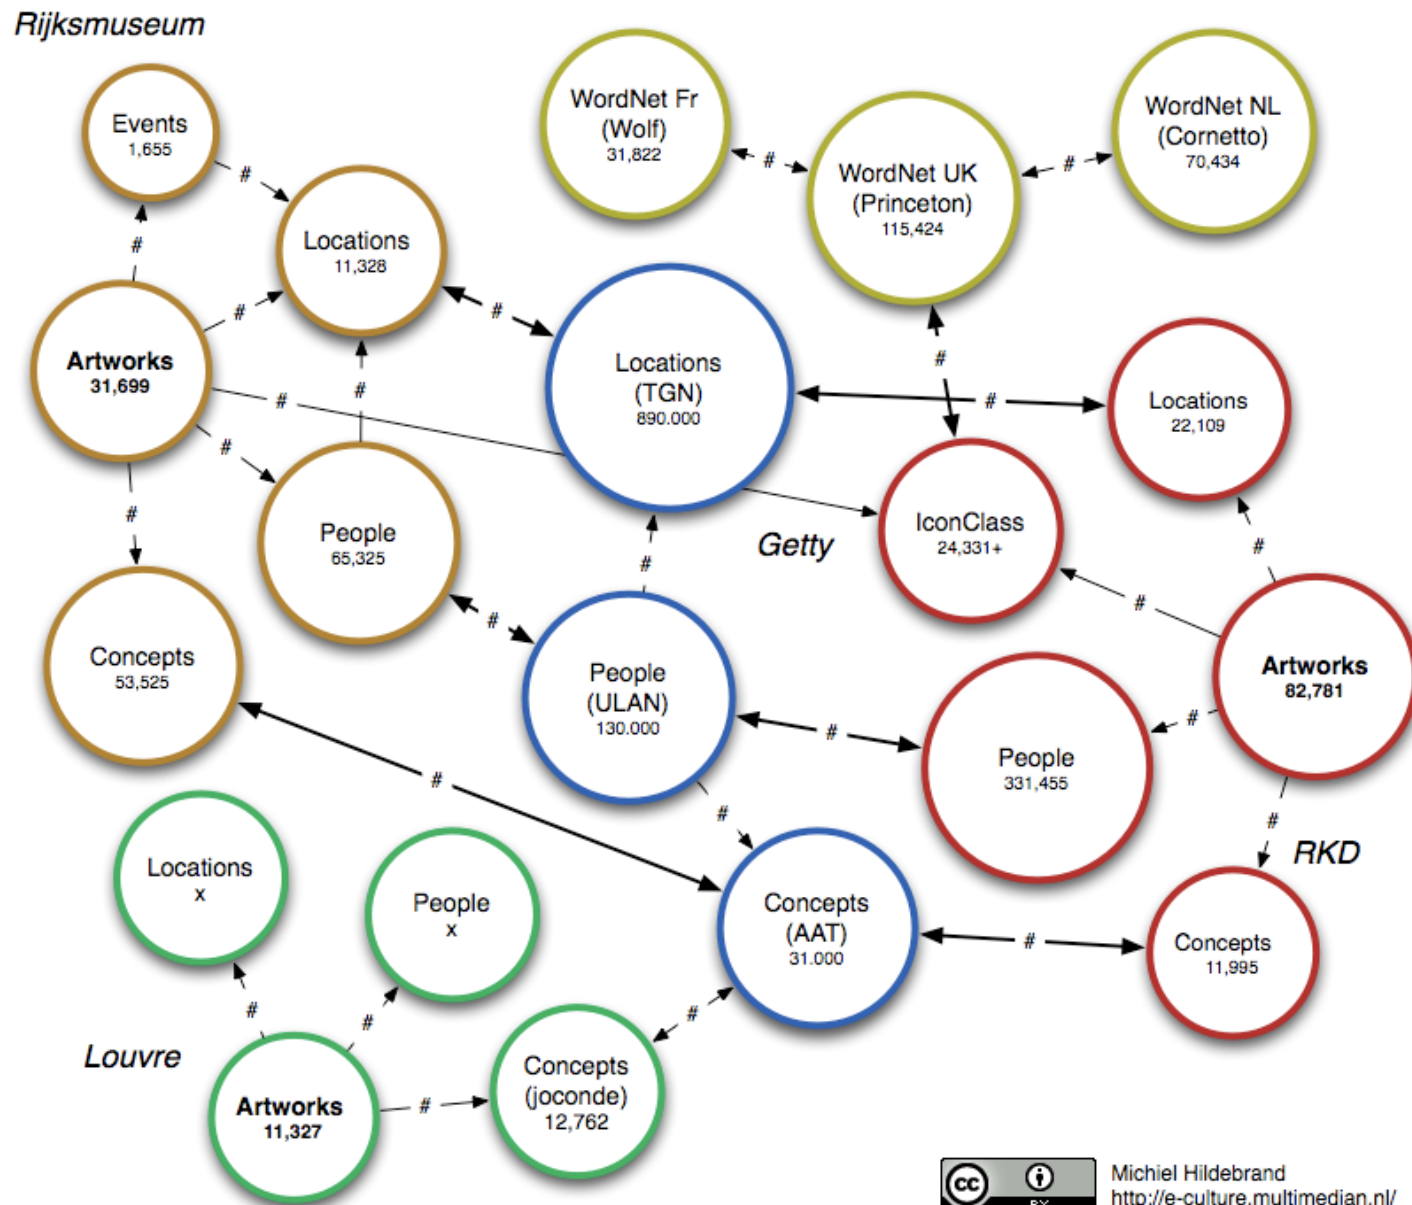 Rijksmuseum
Events
1,655
#
Locations
11,328
#
Artworks
31,699
#
#
#
#
#
People
65,325
Concepts
53,525
WordNet Fr
(Wolf)
31,822
#
WordNet UK
(Princeton)
115,424
#
WordNet NL
(Cornetto)
70,434
#
Locations
(TGN)
890.000
#
#
Locations
22,109
Getty
IconClass
24,331+
#
#
#
People
(ULAN)
130.000
#
#
Artworks
82,781
#
People
331,455
#
#
RKD
#
Concepts
(AAT)
31.000
#
Concepts
11,995
Locations
x
People
x
#
#
#
Louvre
Artworks
11,327
#
Concepts
(joconde)
12,762
cc
Michiel Hildebrand
http://e-culture.multimedian.nl/